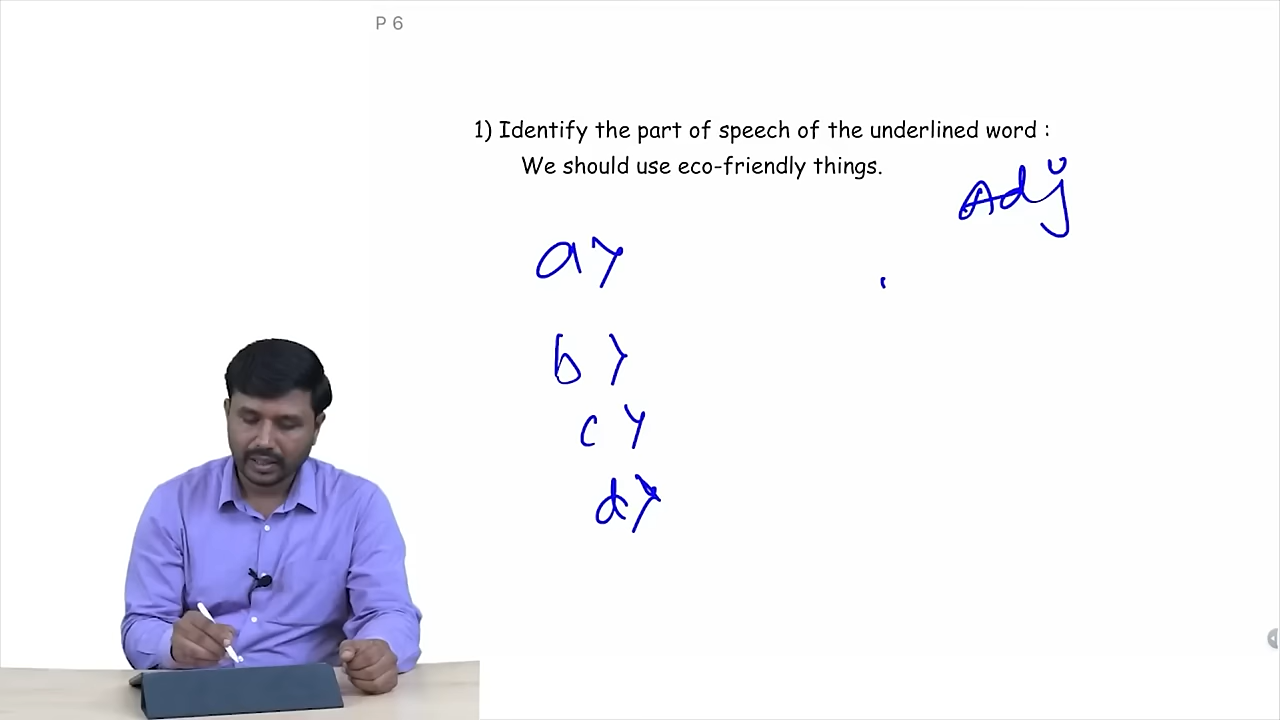 P 6
1) Identify the part of speech of the underlined word :
We should use eco-friendly things.
Adj
a>
b>
c>
d>